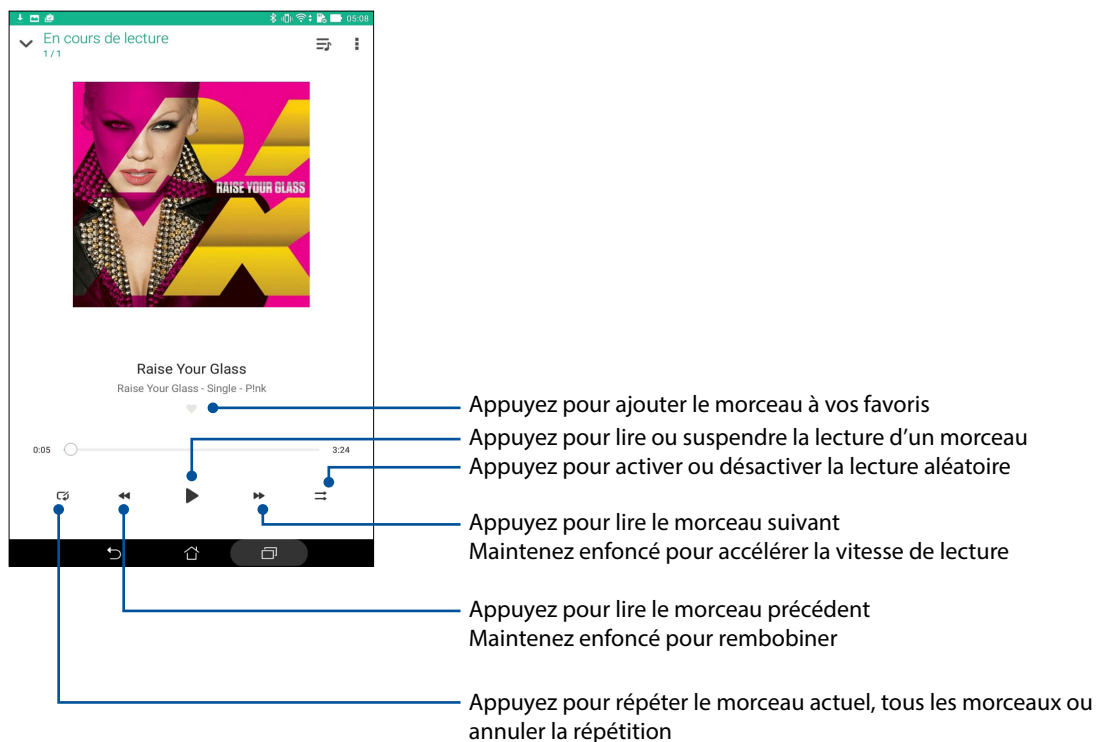 05:08
En cours de lecture
1 / 1
RAISE YOUR GLASS
Raise Your Glass
Raise Your Glass - Single - P!nk
Appuyez pour ajouter le morceau à vos favoris
Appuyez pour lire ou suspendre la lecture d’un morceau
0:05 3:24
Appuyez pour activer ou désactiver la lecture aléatoire
Appuyez pour lire le morceau suivant
Maintenez enfoncé pour accélérer la vitesse de lecture
Appuyez pour lire le morceau précédent
Maintenez enfoncé pour rembobiner
Appuyez pour répéter le morceau actuel, tous les morceaux ou
annuler la répétition